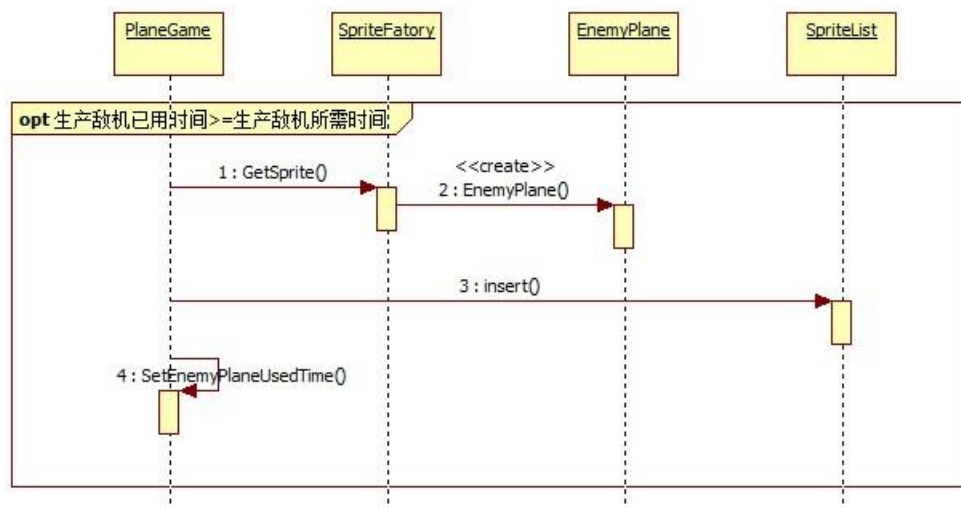 PlaneGame
SpriteFatory
EnemyPlane
SpriteList
opt 生产敌机已用时间>=生产敌机所需时间
1 : GetSprite()
<<create>>
2 : EnemyPlane()
3 : insert()
4 : SetEnemyPlaneUsedTime()